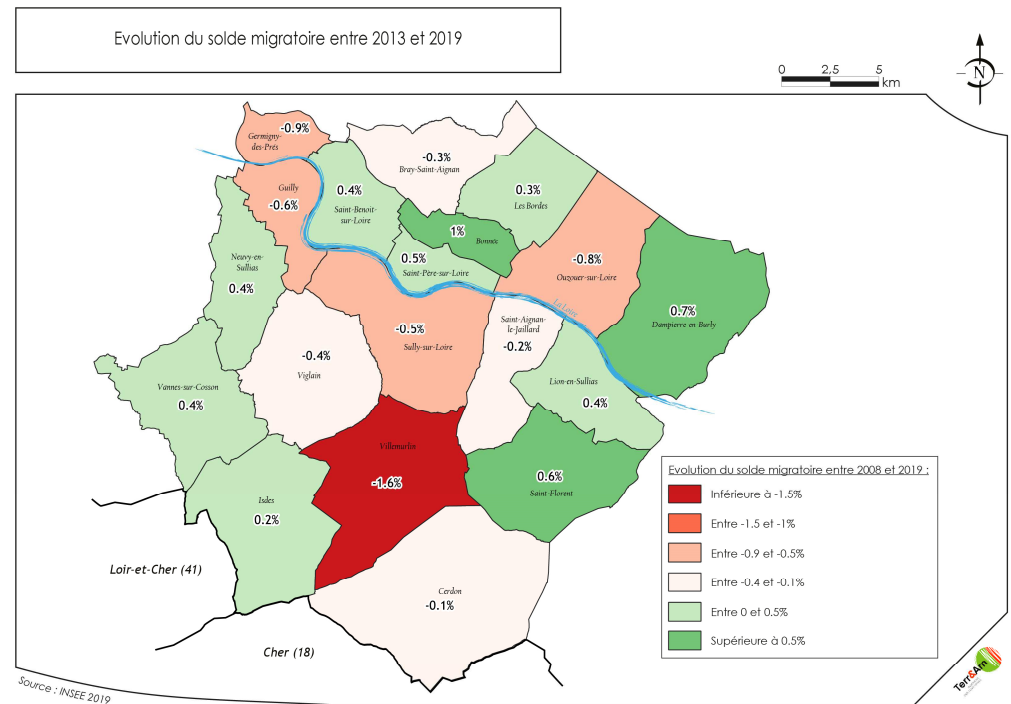 Evolution du solde migratoire entre 2013 et 2019
0 2,5 5
km
N
-0.9%
Germigny-
des-Prés
-0.3%
Bray-Saint-Aignan
Guilly
-0.6%
0.4%
Saint-Benoit-
sur-Loire
0.3%
Les Bordes
1%
Bonnée
0.5%
Saint-Père-sur-Loire
-0.8%
Ouzouer-sur-Loire
Neuvy-en-
Sullias
0.4%
La Loire
0.7%
Dampierre en Burly
Saint-Aignan-
le-Jaillard
-0.2%
-0.5%
Sully-sur-Loire
-0.4%
Viglain
Vannes-sur-Cosson
0.4%
Lion-en-Sullias
0.4%
Villemurlin
-1.6%
0.6%
Saint-Florent
Isdes
0.2%
Loir-et-Cher (41)
Cerdon
-0.1%
Cher (18)
Evolution du solde migratoire entre 2008 et 2019 :
Inférieure à -1.5%
Entre -1.5 et -1%
Entre -0.9 et -0.5%
Entre -0.4 et -0.1%
Entre 0 et 0.5%
Supérieure à 0.5%
Source : INSEE 2019
Terr&Am